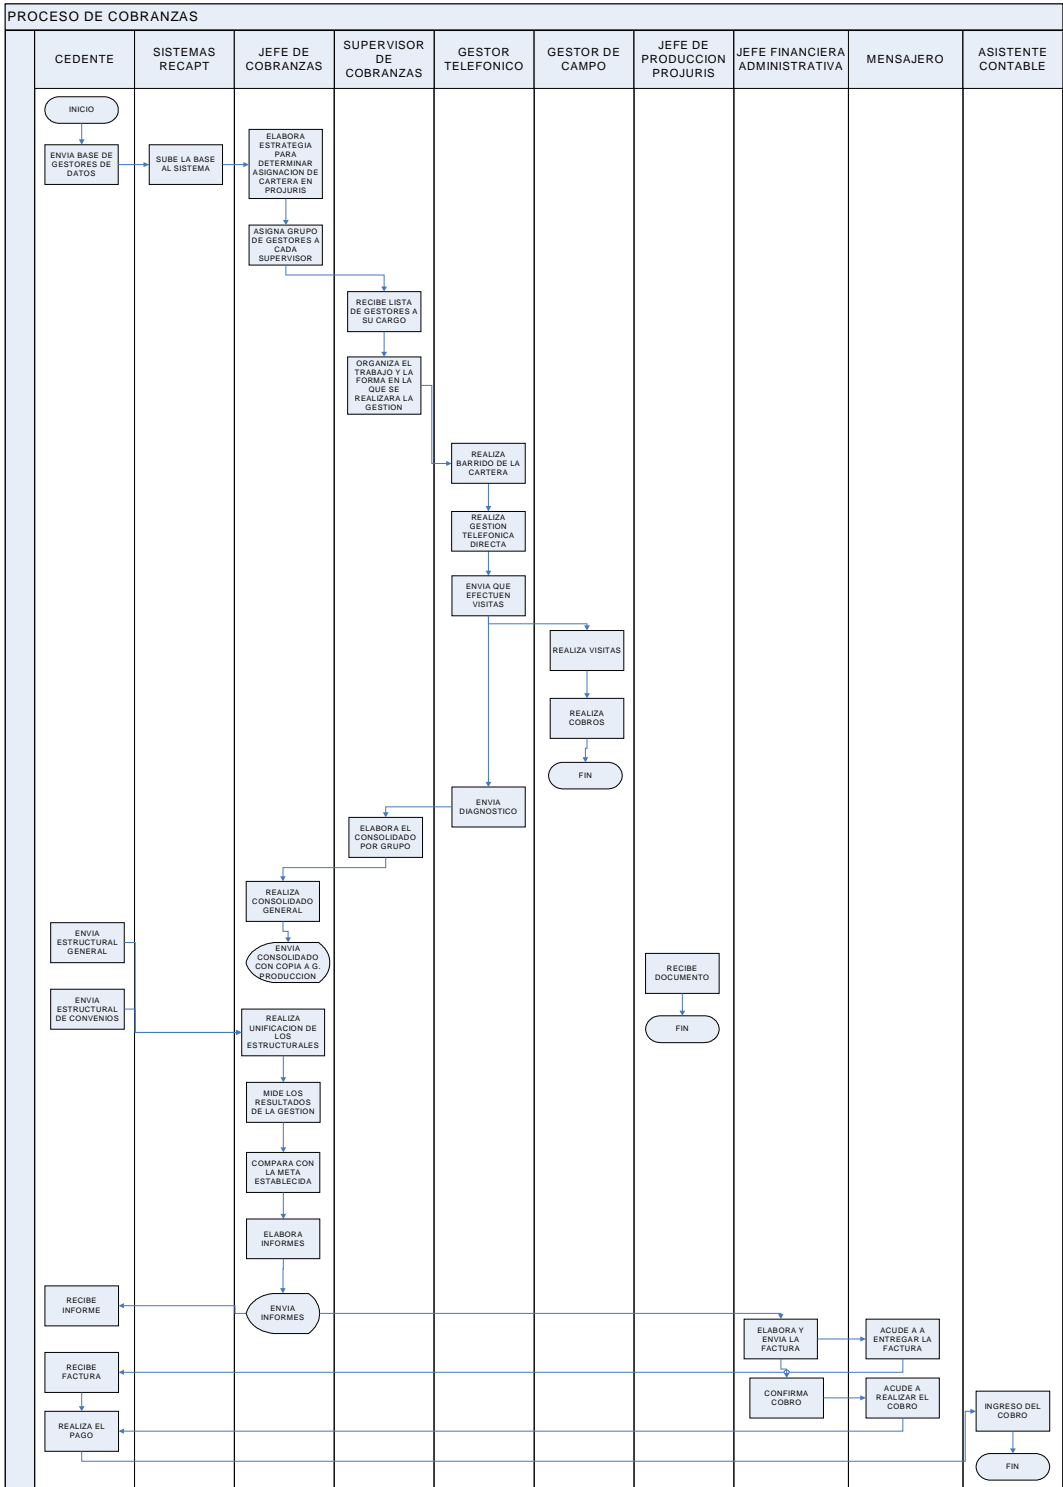 PROCESO DE COBRANZAS
CEDENTE
SISTEMAS
RECAPT
JEFE DE
COBRANZAS
SUPERVISOR
DE
COBRANZAS
GESTOR
TELEFONICO
GESTOR DE
CAMPO
JEFE DE
PRODUCCION
PROJURIS
JEFE FINANCIERA
ADMINISTRATIVA
MENSAJERO
ASISTENTE
CONTABLE
INICIO
ENVIA BASE DE
GESTORES DE
DATOS
SUBE LA BASE
AL SISTEMA
ELABORA
ESTRATEGIA
PARA
DETERMINAR
ASIGNACION DE
CARTERA EN
PROJURIS
ASIGNA GRUPO
DE GESTORES A
CADA
SUPERVISOR
RECIBE LISTA
DE GESTORES A
SU CARGO
ORGANIZA EL
TRABAJO Y LA
FORMA EN LA
QUE SE
REALIZARA LA
GESTION
REALIZA
BARRIDO DE LA
CARTERA
REALIZA
GESTION
TELEFONICA
DIRECTA
ENVIA QUE
EFECTUEN
VISITAS
REALIZA VISITAS
REALIZA
COBROS
FIN
ENVIA
DIAGNOSTICO
ELABORA EL
CONSOLIDADO
POR GRUPO
REALIZA
CONSOLIDADO
GENERAL
ENVIA
ESTRUCTURAL
GENERAL
ENVIA
CONSOLIDADO
CON COPIA A G.
PRODUCCION
RECIBE
DOCUMENTO
ENVIA
ESTRUCTURAL
DE CONVENIOS
REALIZA
UNIFICACION DE
LOS
ESTRUCTURALES
FIN
MIDE LOS
RESULTADOS
DE LA GESTION
COMPARA CON
LA META
ESTABLECIDA
ELABORA
INFORMES
RECIBE
INFORME
ENVIA
INFORMES
ELABORA Y
ENVIA LA
FACTURA
ACUDE A A
ENTREGAR LA
FACTURA
RECIBE
FACTURA
CONFIRMA
COBRO
ACUDE A
REALIZAR EL
COBRO
INGRESO DEL
COBRO
REALIZA EL
PAGO
FIN